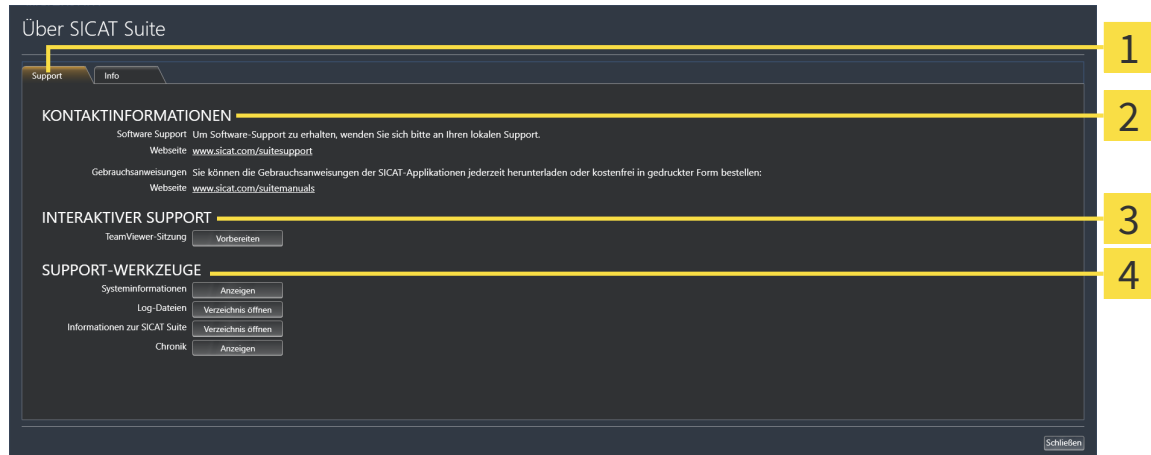 Über SICAT Suite
1
Support
Info
KONTAKTINFORMATIONEN
2
Software Support Um Software-Support zu erhalten, wenden Sie sich bitte an Ihren lokalen Support.
Webseite www.sicat.com/suitesupport
Gebrauchsanweisungen Sie können die Gebrauchsanweisungen der SICAT-Applikationen jederzeit herunterladen oder kostenfrei in gedruckter Form bestellen:
Webseite www.sicat.com/suitemanuals
INTERAKTIVER SUPPORT
3
TeamViewer-Sitzung Vorbereiten
SUPPORT-WERKZEUGE
4
Systeminformationen Anzeigen
Log-Dateien Verzeichnis öffnen
Informationen zur SICAT Suite Verzeichnis öffnen
Chronik Anzeigen
Schließen